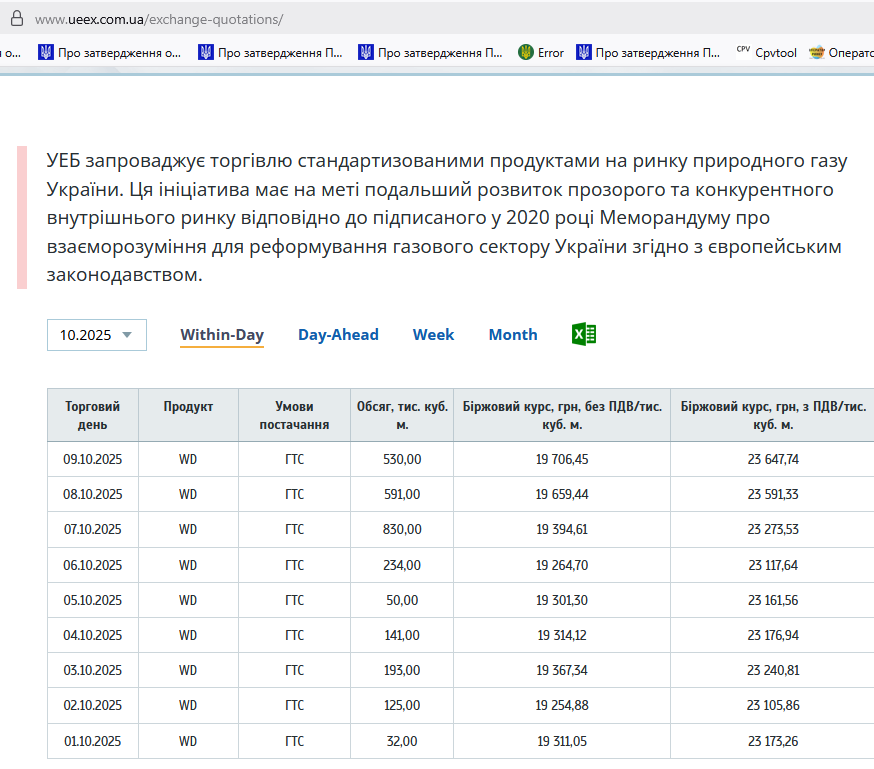 www.ueex.com.ua/exchange-quotations/
о... Про затвердження о... Про затвердження П... Про затвердження П... Error Про затвердження П... CPV Cpvtool Операто
УЕБ запроваджує торгівлю стандартизованими продуктами на ринку природного газу
України. Ця ініціатива має на меті подальший розвиток прозорого та конкурентного
внутрішнього ринку відповідно до підписаного у 2020 році Меморандуму про
взаєморозуміння для реформування газового сектору України згідно з європейським
законодавством.
10.2025 Within-Day Day-Ahead Week Month
Торговий день Продукт Умови постачання Обсяг, тис. куб. м. Біржовий курс, грн, без ПДВ/тис. куб. м. Біржовий курс, грн, з ПДВ/тис. куб. м.
09.10.2025 WD ГТС 530,00 19 706,45 23 647,74
08.10.2025 WD ГТС 591,00 19 659,44 23 591,33
07.10.2025 WD ГТС 830,00 19 394,61 23 273,53
06.10.2025 WD ГТС 234,00 19 264,70 23 117,64
05.10.2025 WD ГТС 50,00 19 301,30 23 161,56
04.10.2025 WD ГТС 141,00 19 314,12 23 176,94
03.10.2025 WD ГТС 193,00 19 367,34 23 240,81
02.10.2025 WD ГТС 125,00 19 254,88 23 105,86
01.10.2025 WD ГТС 32,00 19 311,05 23 173,26